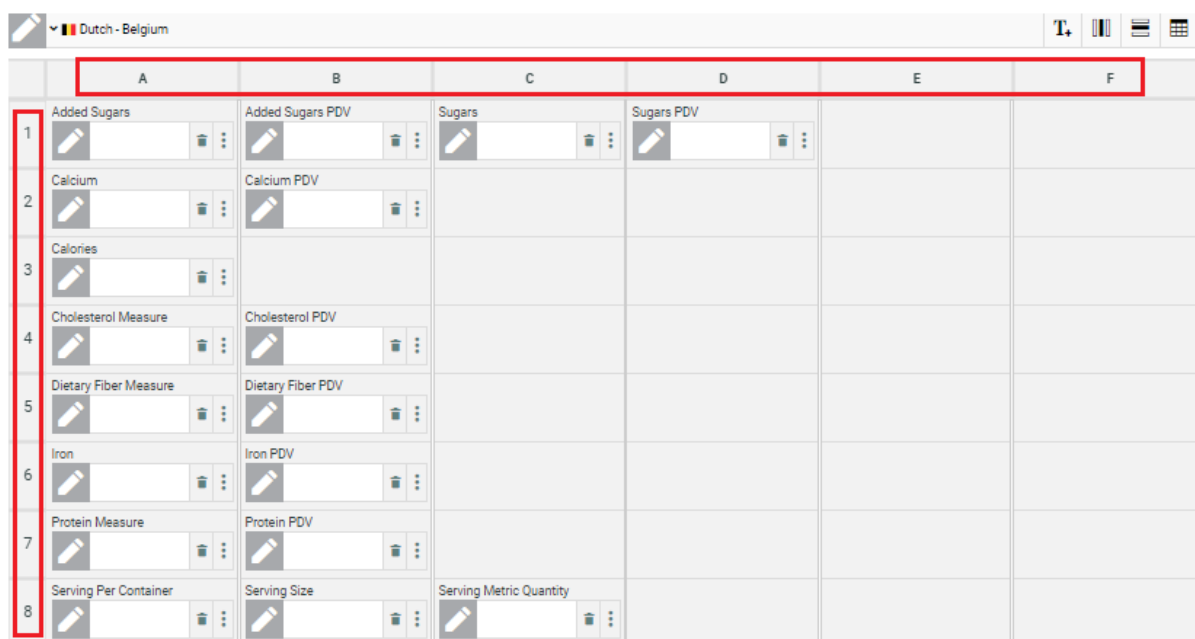 Dutch - Belgium T+
A B C D E F
1 Added Sugars Added Sugars PDV Sugars Sugars PDV
2 Calcium Calcium PDV
3 Calories
4 Cholesterol Measure Cholesterol PDV
5 Dietary Fiber Measure Dietary Fiber PDV
6 Iron Iron PDV
7 Protein Measure Protein PDV
8 Serving Per Container Serving Size Serving Metric Quantity